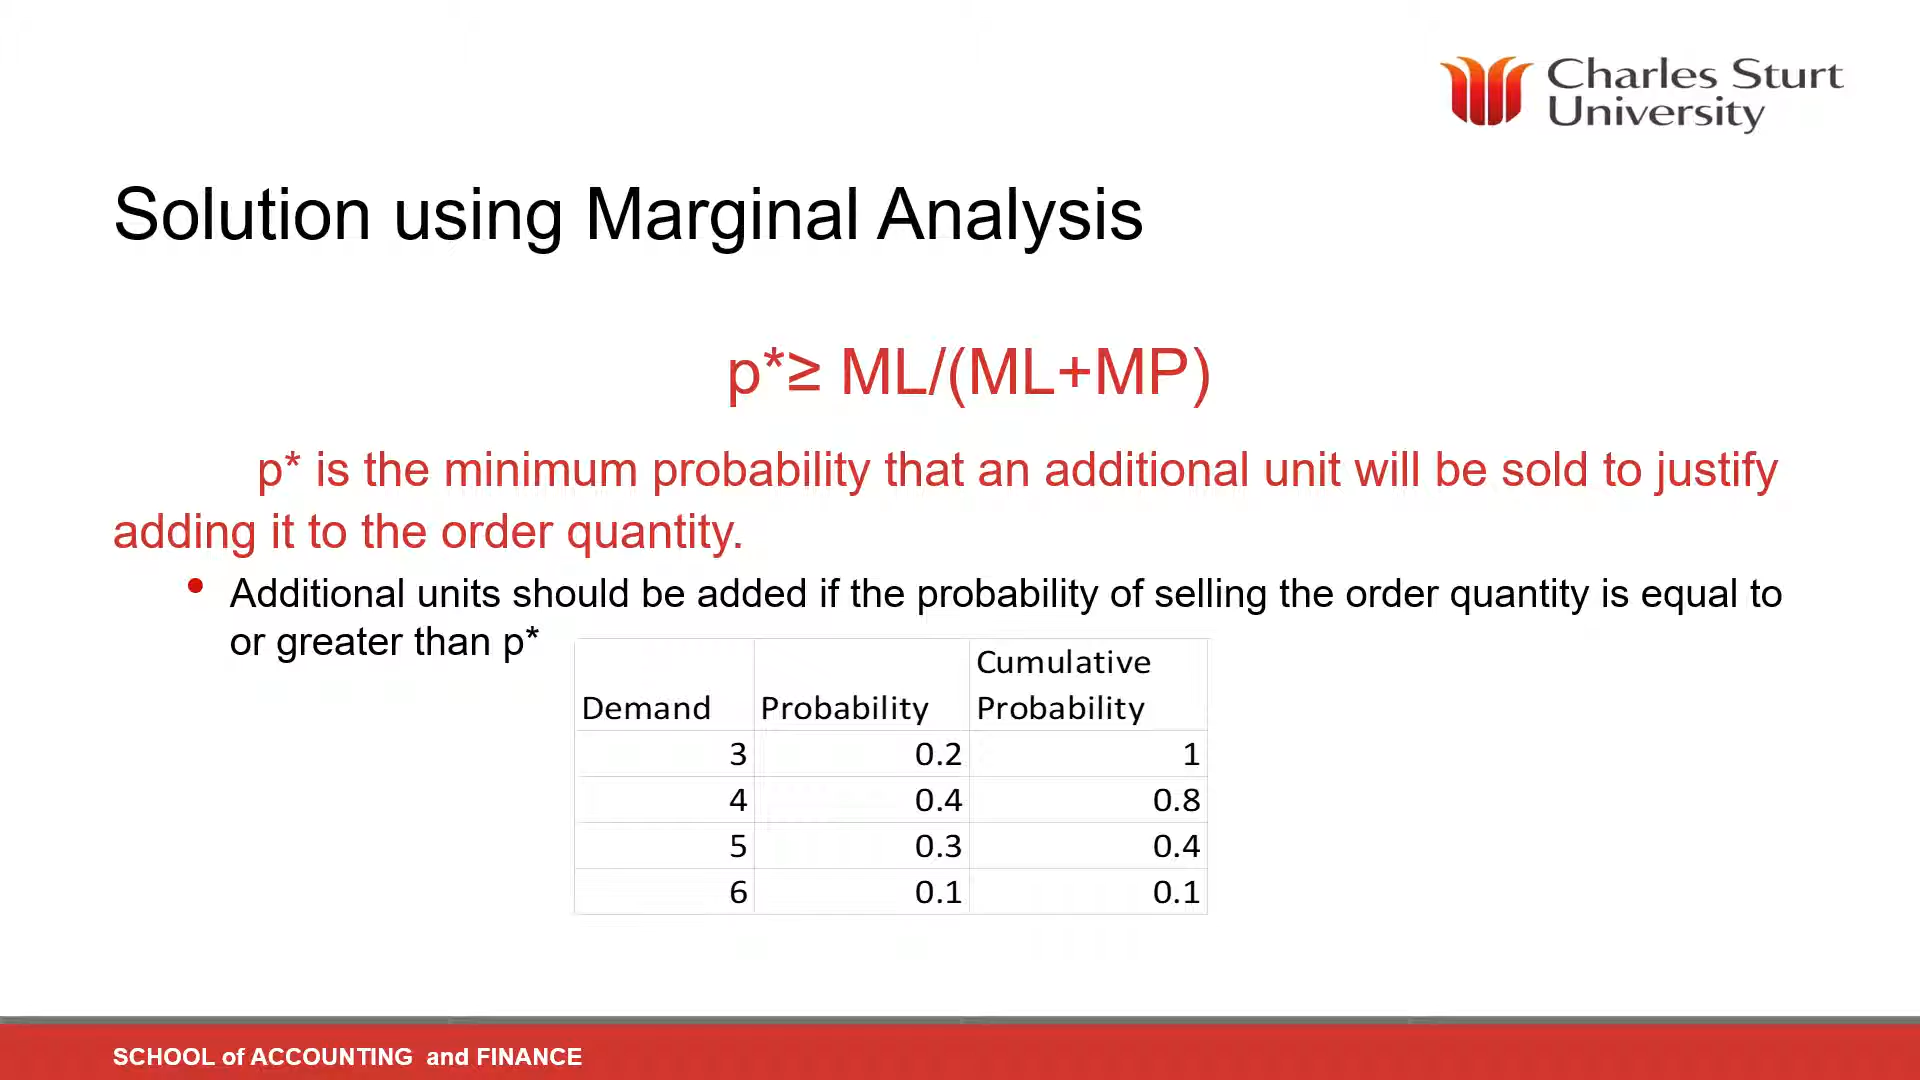 Charles Sturt
University
Solution using Marginal Analysis
p*≥ ML/(ML+MP)
p* is the minimum probability that an additional unit will be sold to justify
adding it to the order quantity.
• Additional units should be added if the probability of selling the order quantity is equal to
or greater than p*
Demand Probability Cumulative Probability
3 0.2 1
4 0.4 0.8
5 0.3 0.4
6 0.1 0.1
SCHOOL of ACCOUNTING and FINANCE